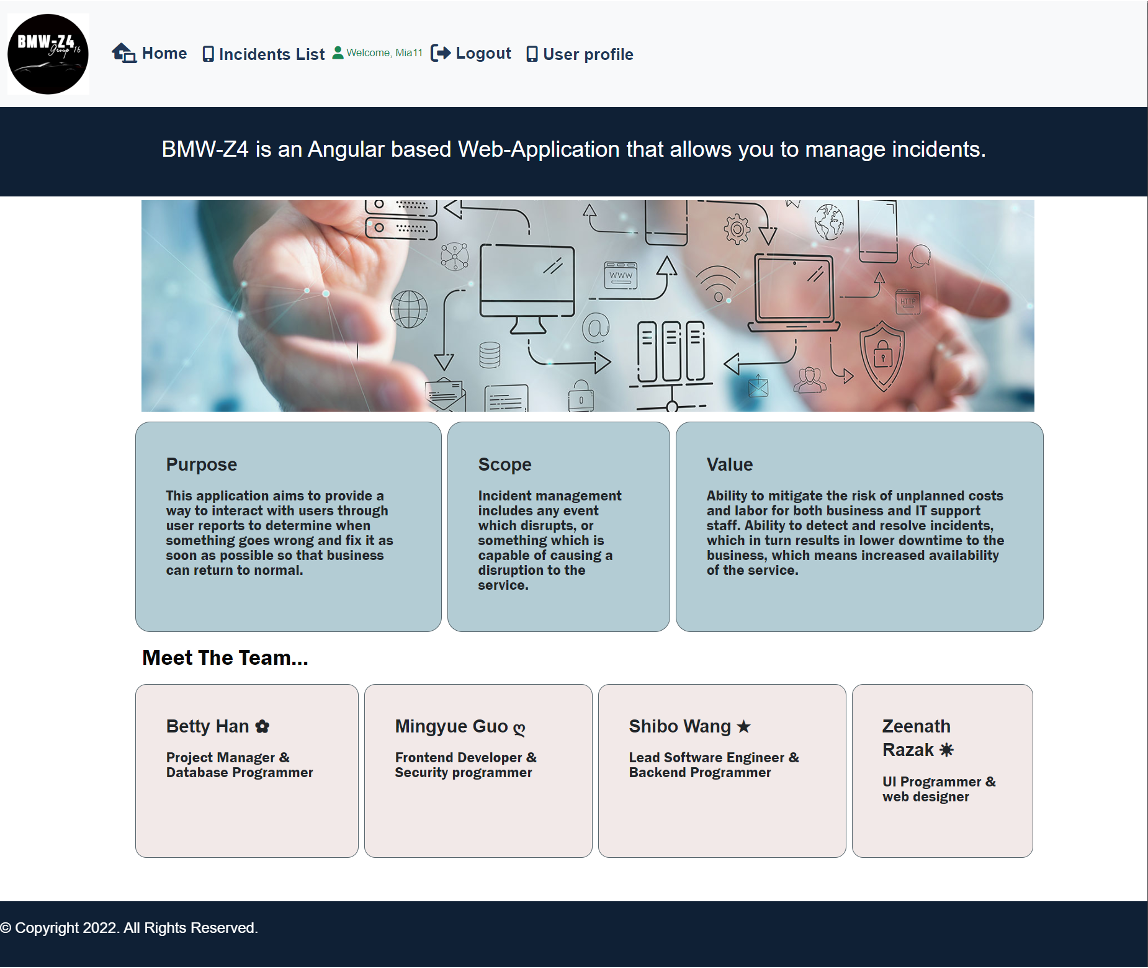 BMW-Z4
Group 16
Home
Incidents List
Welcome, Mia11
Logout
User profile
BMW-Z4 is an Angular based Web-Application that allows you to manage incidents.
WWW
@
Purpose
This application aims to provide a
way to interact with users through
user reports to determine when
something goes wrong and fix it as
soon as possible so that business
can return to normal.
Scope
Incident management
includes any event
which disrupts, or
something which is
capable of causing a
disruption to the
service.
Value
Ability to mitigate the risk of unplanned costs
and labor for both business and IT support
staff. Ability to detect and resolve incidents,
which in turn results in lower downtime to the
business, which means increased availability
of the service.
Meet The Team...
Betty Han ✿
Project Manager &
Database Programmer
Mingyue Guo ღ
Frontend Developer &
Security programmer
Shibo Wang ★
Lead Software Engineer &
Backend Programmer
Zeenath
Razak ☀
UI Programmer &
web designer
© Copyright 2022. All Rights Reserved.